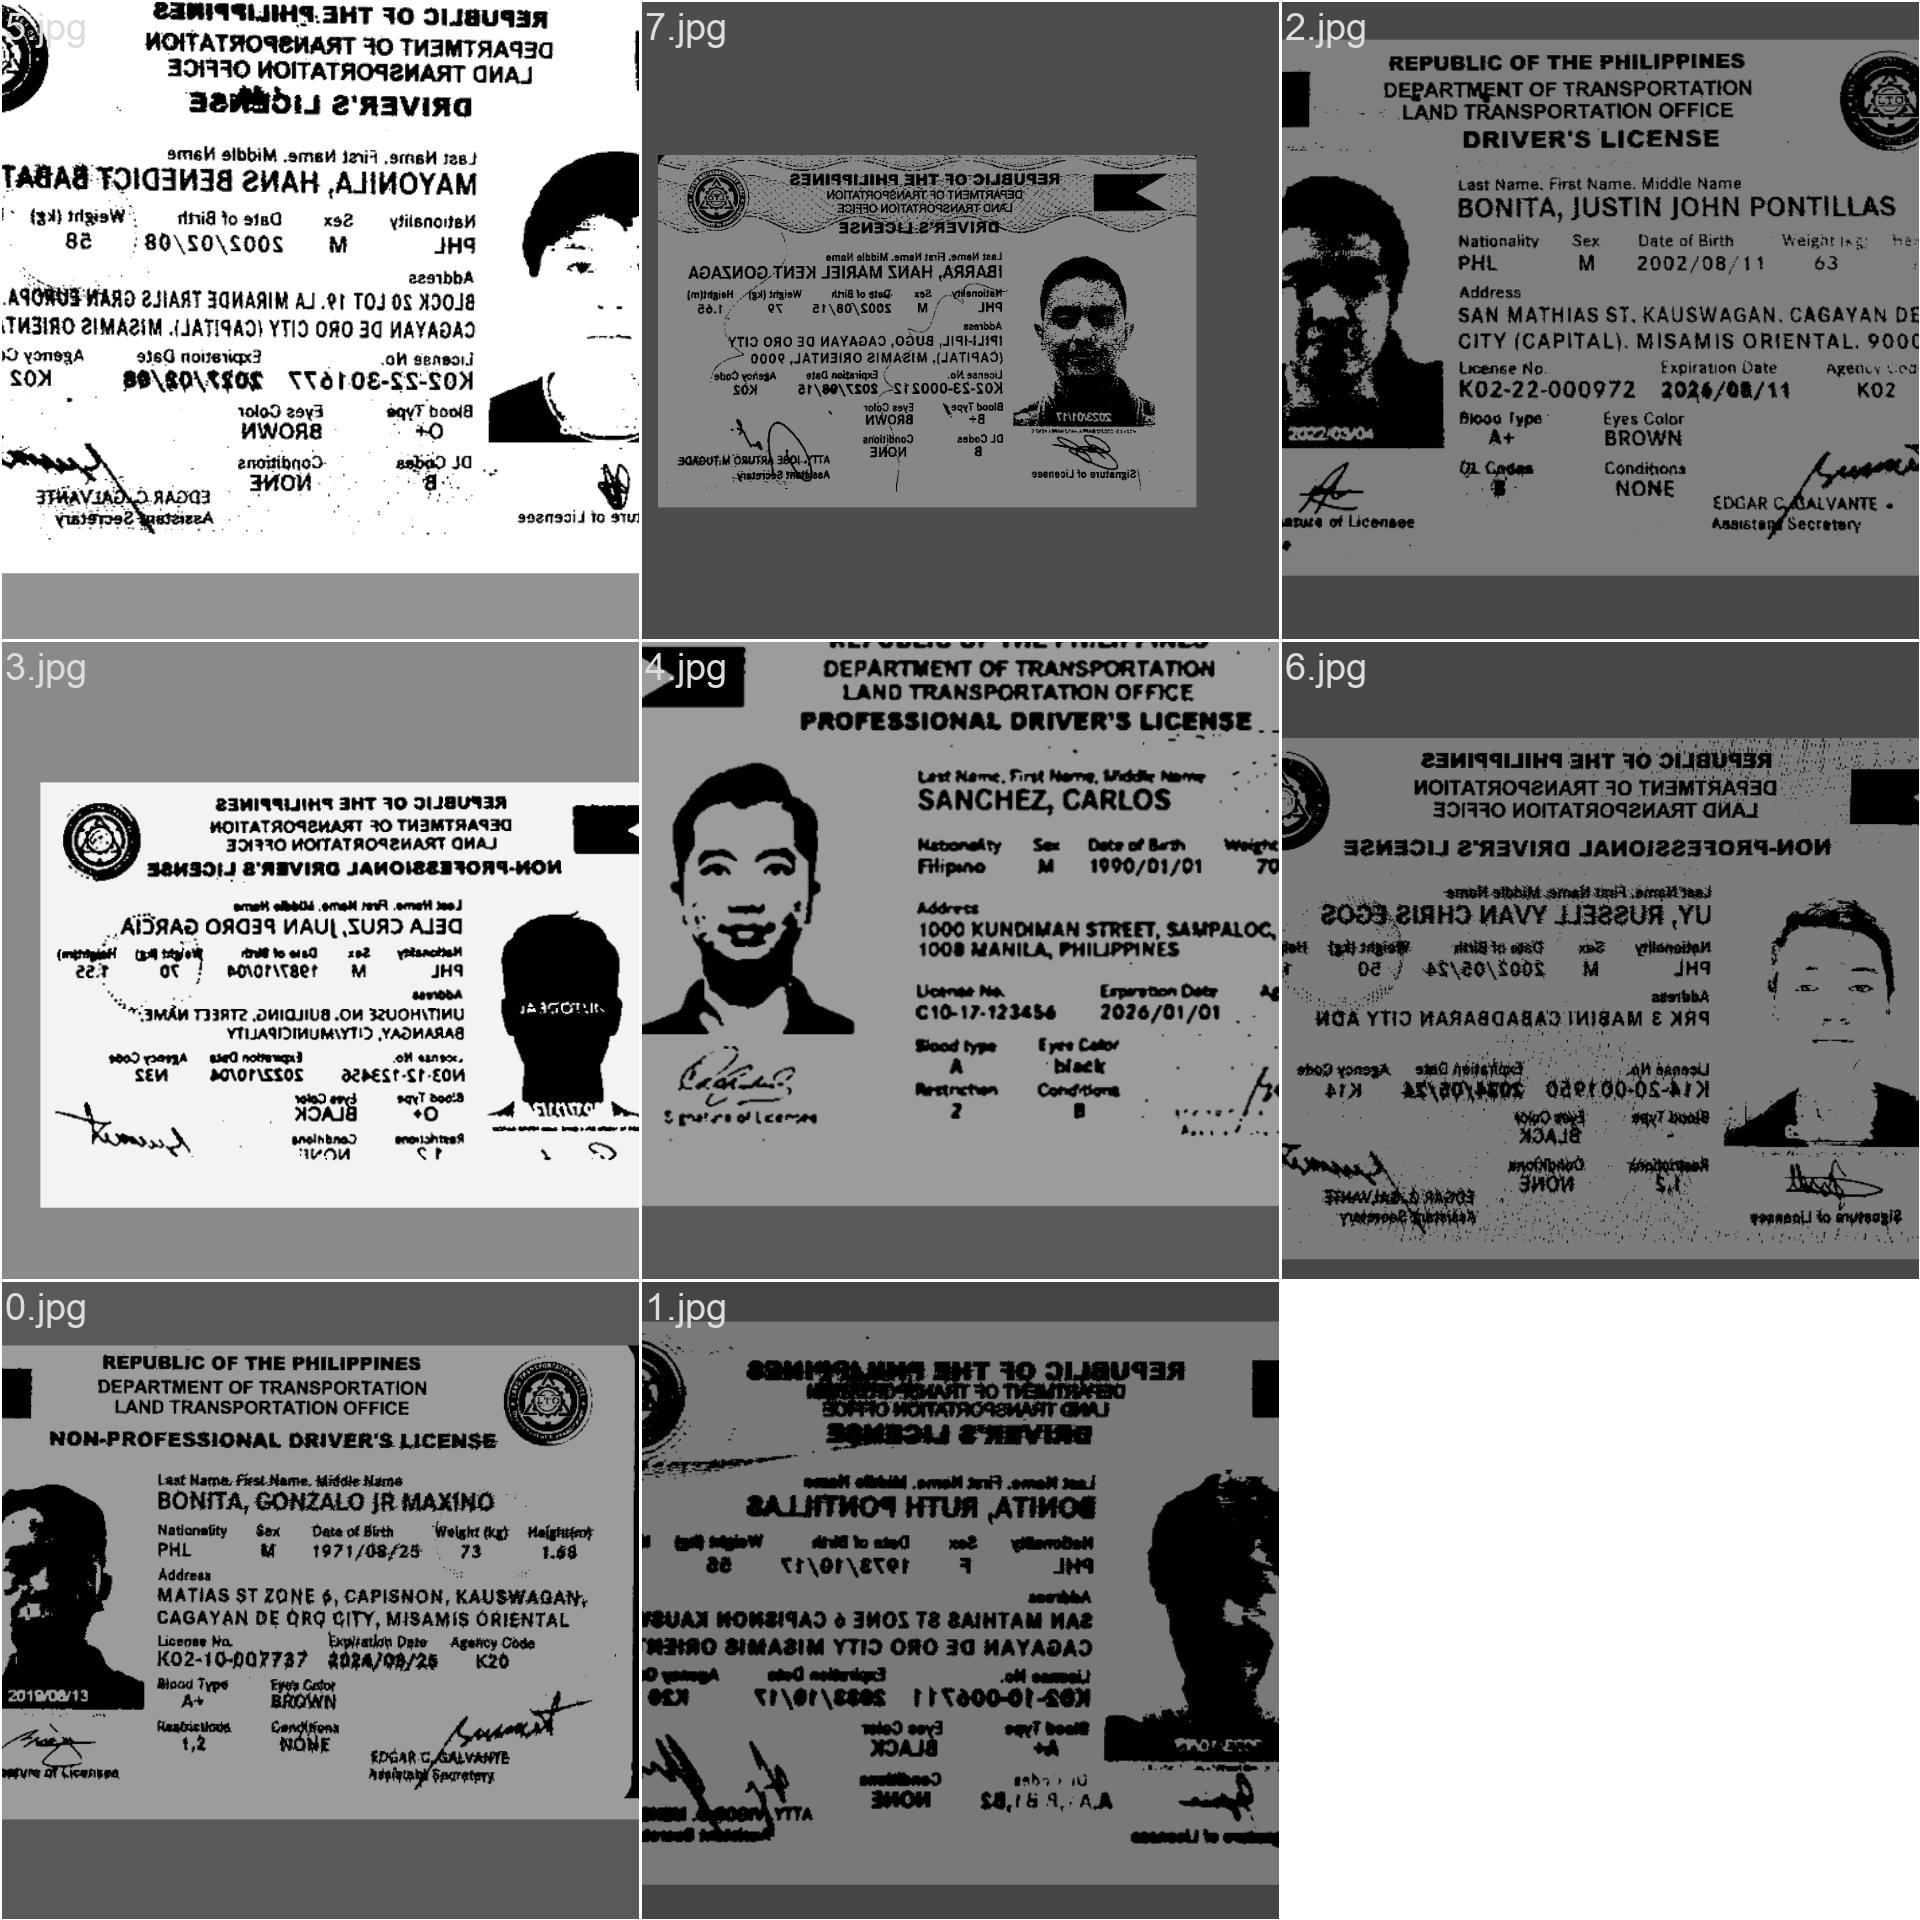 5.jpg
REPUBLIC OF THE PHILIPPINES
DEPARTMENT OF TRANSPORTATION
LAND TRANSPORTATION OFFICE
DRIVER'S LICENSE
Last Name, First Name, Middle Name
MAYONILA, HANS BENEDICT BABAT
Nationality Sex Date of Birth Weight (kg)
PHL M 2002/02/08 58
Address
BLOCK 20 LOT 19, LA MIRANDE TRAILS GRAN EUROPA,
CAGAYAN DE ORO CITY (CAPITAL), MISAMIS ORIENT
License No. Expiration Date Agency C
K02-22-301677 2027/02/08 K02
Blood Type Eyes Color
O+ BROWN
DL Codes Conditions
B NONE
EDGAR C. GALVANTE
Assistant Secretary
ture of Licensee
7.jpg
REPUBLIC OF THE PHILIPPINES
DEPARTMENT OF TRANSPORTATION
LAND TRANSPORTATION OFFICE
DRIVER'S LICENSE
Last Name, First Name, Middle Name
IBARRA, HANZ MARIEL KENT GONZAGA
Nationality Sex Date of Birth Weight (kg) Height(m)
PHL M 2002/08/15 79 1.65
Address
IPILI-IPIL, BUGO, CAGAYAN DE ORO CITY
(CAPITAL), MISAMIS ORIENTAL, 9000
License No. Expiration Date Agency Code
K02-23-000212 2027/08/15 K02
Blood Type Eyes Color
B+ BROWN
DL Codes Conditions
B NONE
2023/01/17
ATTY. JOSE ARTURO M. TUGADE
Assistant Secretary
Signature of Licensee
2.jpg
REPUBLIC OF THE PHILIPPINES
DEPARTMENT OF TRANSPORTATION
LAND TRANSPORTATION OFFICE
DRIVER'S LICENSE
LTO
Last Name, First Name, Middle Name
BONITA, JUSTIN JOHN PONTILLAS
Nationality Sex Date of Birth Weight (kg)
PHL M 2002/08/11 63
Address
SAN MATHIAS ST, KAUSWAGAN, CAGAYAN DE
CITY (CAPITAL), MISAMIS ORIENTAL, 9000
License No. Expiration Date Agency Cod
K02-22-000972 2026/08/11 K02
Blood Type Eyes Color
A+ BROWN
DL Codes Conditions
B NONE
2022/03/04
EDGAR C. GALVANTE
Assistant Secretary
nature of Licensee
3.jpg
REPUBLIC OF THE PHILIPPINES
DEPARTMENT OF TRANSPORTATION
LAND TRANSPORTATION OFFICE
NON-PROFESSIONAL DRIVER'S LICENSE
Last Name, First Name, Middle Name
DELA CRUZ, JUAN PEDRO GARCIA
Nationality Sex Date of Birth Weight (kg) Height(m)
PHL M 1987/10/04 70 1.55
Address
UNIT/HOUSE NO. BUILDING, STREET NAME,
BARANGAY, CITY/MUNICIPALITY
License No. Expiration Date Agency Code
N03-12-123456 2022/10/04 N32
Blood Type Eyes Color
O+ BLACK
Restrictions Conditions
1,2 NONE
4.jpg
DEPARTMENT OF TRANSPORTATION
LAND TRANSPORTATION OFFICE
PROFESSIONAL DRIVER'S LICENSE
Last Name, First Name, Middle Name
SANCHEZ, CARLOS
Nationality Sex Date of Birth Weight
Filipino M 1990/01/01 70
Address
1000 KUNDIMAN STREET, SAMPALOC,
1008 MANILA, PHILIPPINES
License No. Expiration Date Ag
C10-17-123456 2026/01/01
Blood type Eyes Color
A black
Restriction Conditions
2 B
Signature of Licensee
6.jpg
REPUBLIC OF THE PHILIPPINES
DEPARTMENT OF TRANSPORTATION
LAND TRANSPORTATION OFFICE
NON-PROFESSIONAL DRIVER'S LICENSE
Last Name, First Name, Middle Name
UY, RUSSELL YVAN CHRIS EGOS
Nationality Sex Date of Birth Weight (kg) Hei
PHL M 2002/05/24 50 1
Address
PRK 3 MABINI CABADBARAN CITY ADN
License No. Expiration Date Agency Code
K14-20-001950 2024/05/24 K14
Blood Type Eyes Color
BLACK
Restrictions Conditions
1,2 NONE
EDGAR C. GALVANTE
Assistant Secretary
Signature of Licensee
0.jpg
REPUBLIC OF THE PHILIPPINES
DEPARTMENT OF TRANSPORTATION
LAND TRANSPORTATION OFFICE
NON-PROFESSIONAL DRIVER'S LICENSE
LTO
Last Name, First Name, Middle Name
BONITA, GONZALO JR MAXINO
Nationality Sex Date of Birth Weight (kg) Height(m)
PHL M 1971/08/25 73 1.68
Address
MATIAS ST ZONE 6, CAPISNON, KAUSWAGAN,
CAGAYAN DE ORO CITY, MISAMIS ORIENTAL
License No. Expiration Date Agency Code
K02-10-007737 2024/08/25 K20
Blood Type Eyes Color
A+ BROWN
Restrictions Conditions
1,2 NONE
2019/08/13
EDGAR C. GALVANTE
Assistant Secretary
nature of Licensee
1.jpg
REPUBLIC OF THE PHILIPPINES
DEPARTMENT OF TRANSPORTATION
LAND TRANSPORTATION OFFICE
DRIVER'S LICENSE
Last Name, First Name, Middle Name
BONITA, RUTH PONTILLAS
Nationality Sex Date of Birth Weight (kg)
PHL F 1973/10/17 56
Address
SAN MATHIAS ST ZONE 6 CAPISNON KAUSW
CAGAYAN DE ORO CITY MISAMIS ORIENT
License No. Expiration Date Agency C
K02-10-006711 2033/10/17 K20
Blood Type Eyes Color
A+ BLACK
DL Codes Conditions
NONE
ATTY
Assistant Secret
gnature of Licensee